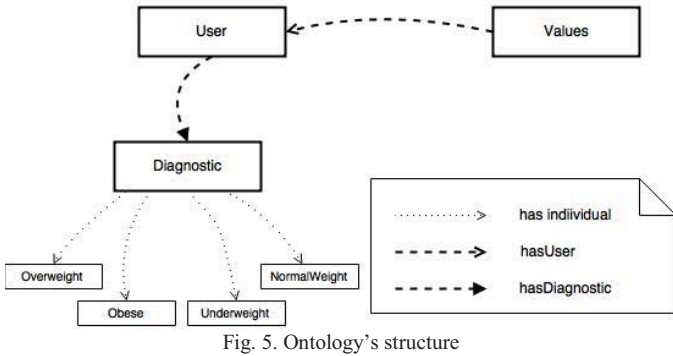 User
Values
Diagnostic
has indiividual
hasUser
hasDiagnostic
Overweight
NormalWeight
Obese
Underweight
Fig. 5. Ontology's structure